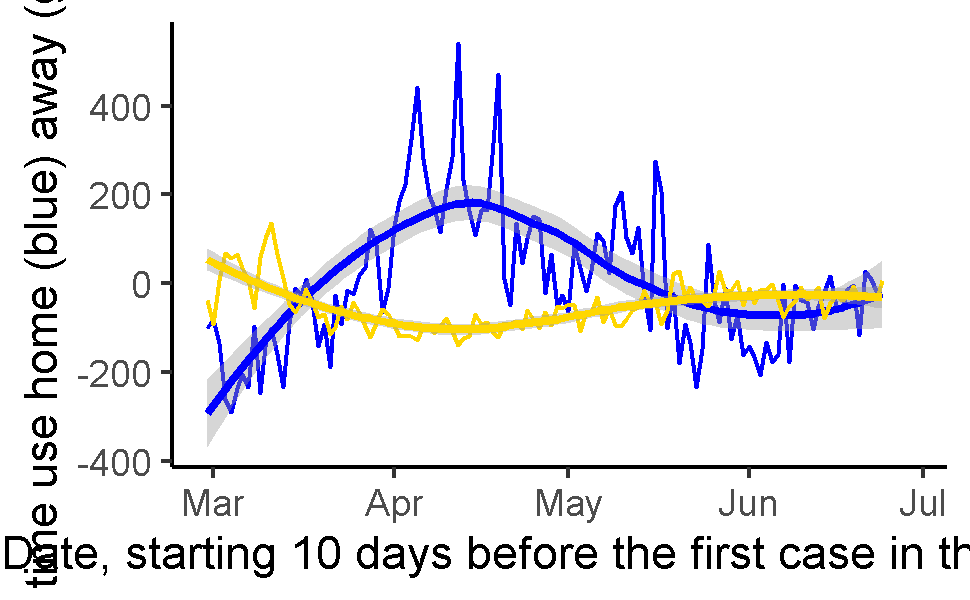 time use home (blue) away (
400
200
0
-200
-400
Mar Apr May Jun Jul
Date, starting 10 days before the first case in th